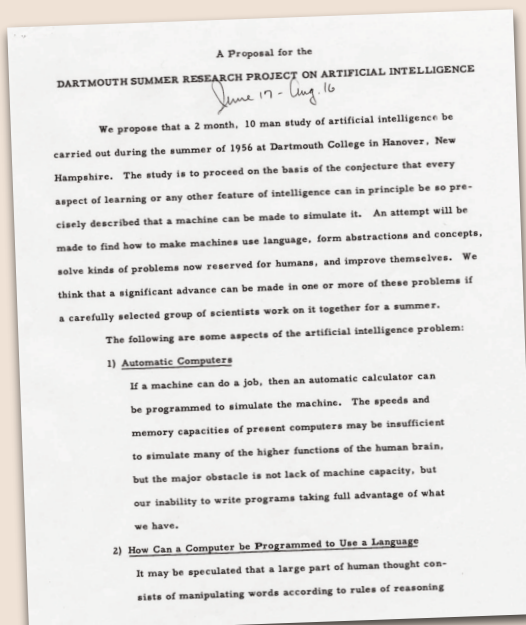 A Proposal for the
DARTMOUTH SUMMER RESEARCH PROJECT ON ARTIFICIAL INTELLIGENCE
June 17 - Aug. 16
We propose that a 2 month, 10 man study of artificial intelligence be
carried out during the summer of 1956 at Dartmouth College in Hanover, New
Hampshire. The study is to proceed on the basis of the conjecture that every
aspect of learning or any other feature of intelligence can in principle be so pre-
cisely described that a machine can be made to simulate it. An attempt will be
made to find how to make machines use language, form abstractions and concepts,
solve kinds of problems now reserved for humans, and improve themselves. We
think that a significant advance can be made in one or more of these problems if
a carefully selected group of scientists work on it together for a summer.
The following are some aspects of the artificial intelligence problem:
1) Automatic Computers
If a machine can do a job, then an automatic calculator can
be programmed to simulate the machine. The speeds and
memory capacities of present computers may be insufficient
to simulate many of the higher functions of the human brain,
but the major obstacle is not lack of machine capacity, but
our inability to write programs taking full advantage of what
we have.
2) How Can a Computer be Programmed to Use a Language
It may be speculated that a large part of human thought con-
sists of manipulating words according to rules of reasoning